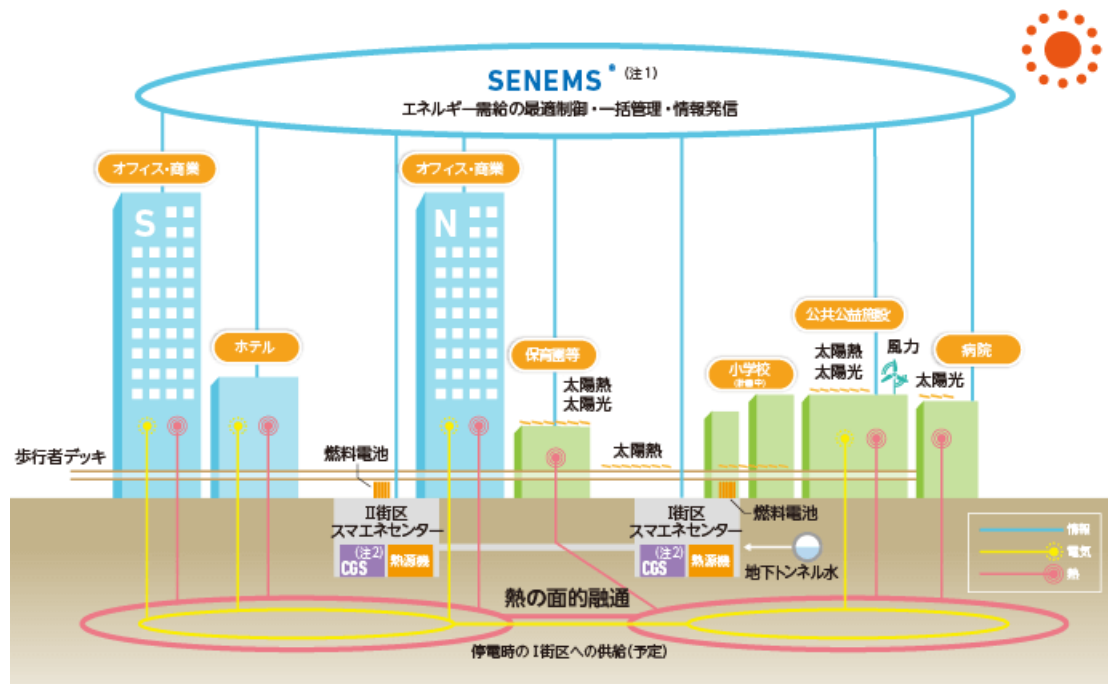 SENEMS® (注1)
エネルギー需給の最適制御・一括管理・情報発信
オフィス・商業
オフィス・商業
S
N
ホテル
保育園等
太陽熱
太陽光
小学校
(計画中)
公共公益施設
太陽熱
太陽光
風力
病院
太陽光
歩行者デッキ
燃料電池
太陽熱
II街区
スマエネセンター
(注2)
CGS
熱源機
I街区
スマエネセンター
(注2)
CGS
熱源機
燃料電池
地下トンネル水
情報
電気
熱
熱の面的融通
停電時のI街区への供給(予定)